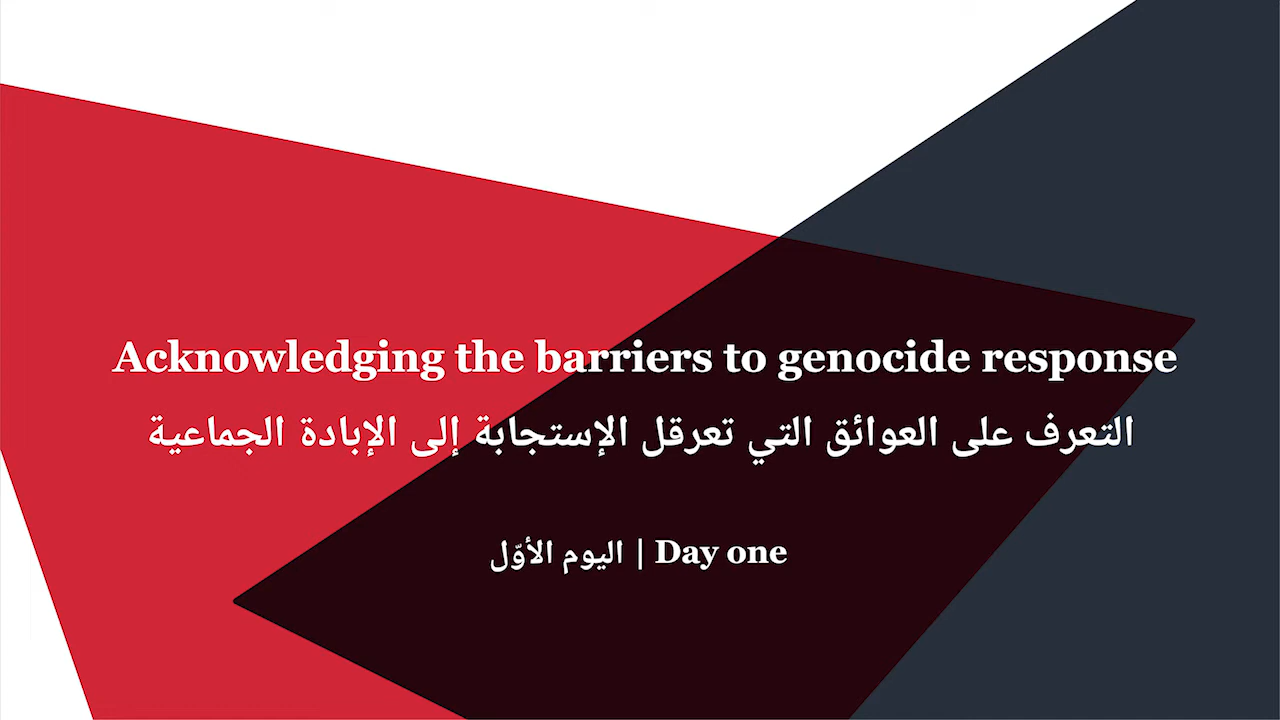 Acknowledging the barriers to genocide response
التعرف على العوائق التي تعرقل الإستجابة إلى الإبادة الجماعية
اليوم الأوّل | Day one